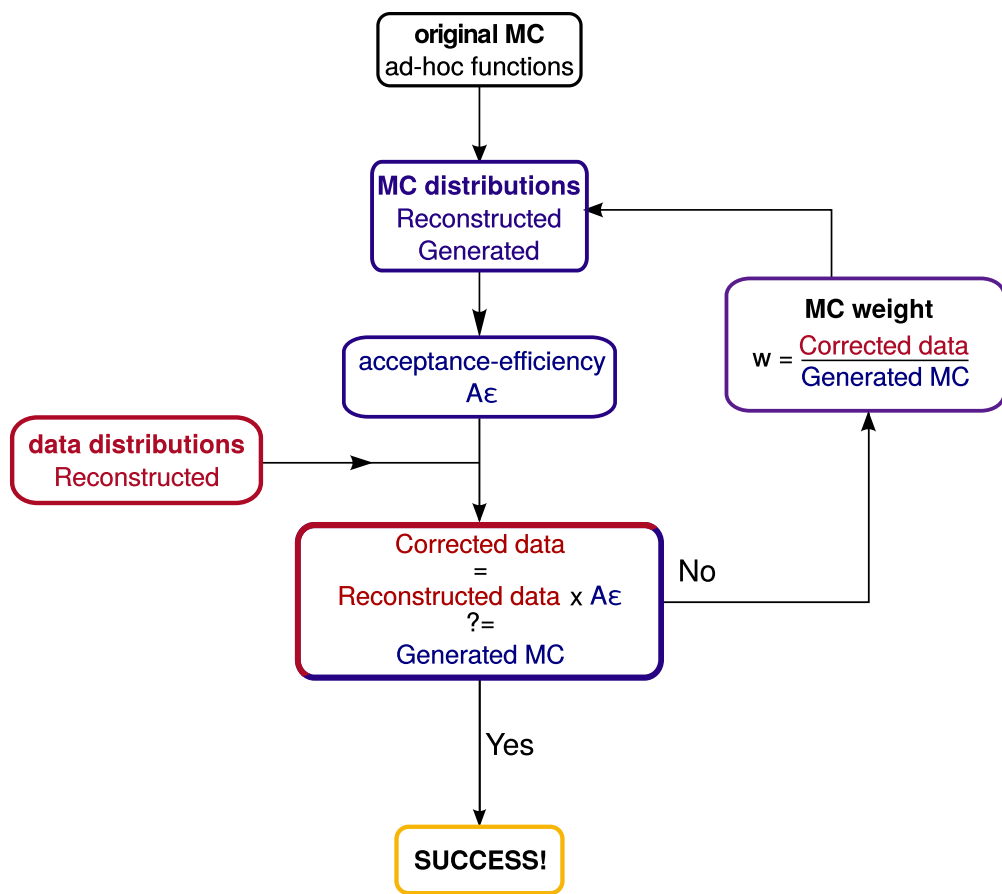 original MC
ad-hoc functions
MC distributions
Reconstructed
Generated
MC weight
w = Corrected data
Generated MC
acceptance-efficiency
Aε
data distributions
Reconstructed
Corrected data
=
Reconstructed data x Aε
?=
Generated MC
No
Yes
SUCCESS!